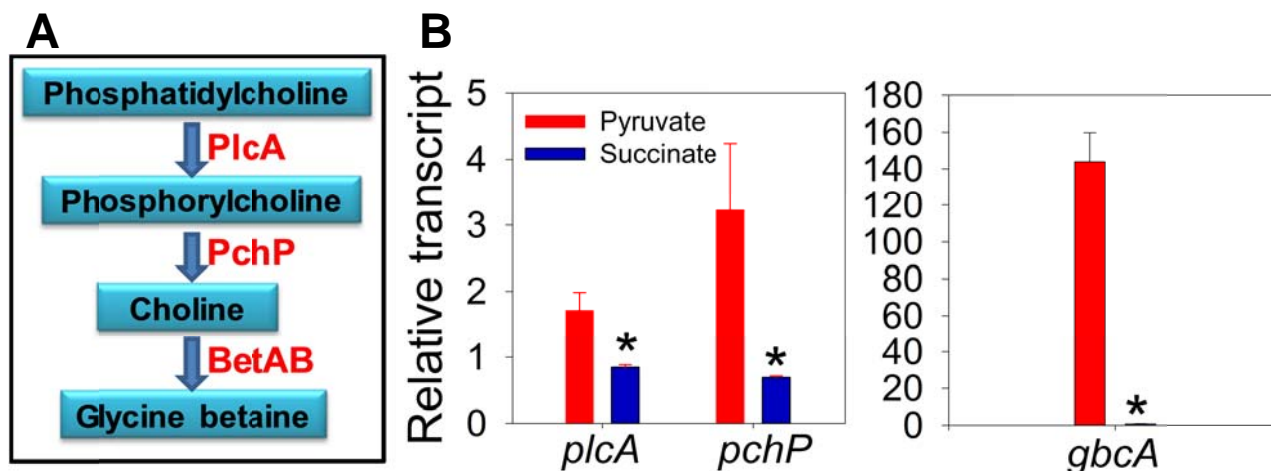 A
Phosphatidylcholine
PlcA
Phosphorylcholine
PchP
Choline
BetAB
Glycine betaine
B
Relative transcript
5
4
3
2
1
0
Pyruvate
Succinate
*
*
plcA
pchP
180
160
140
120
100
80
60
40
20
0
*
gbcA